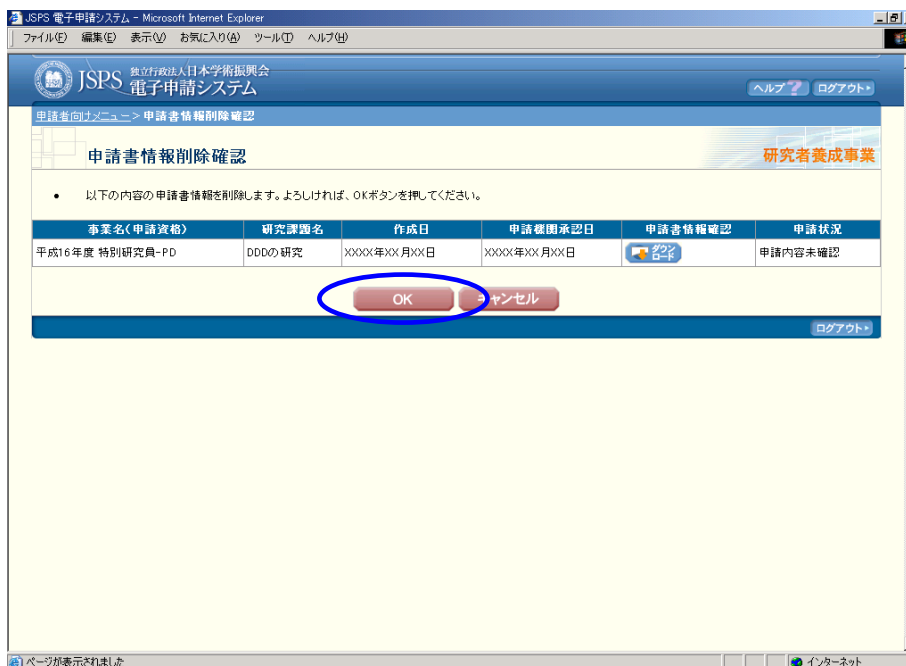 JSPS 電子申請システム - Microsoft Internet Explorer
ファイル(F) 編集(E) 表示(V) お気に入り(A) ツール(T) ヘルプ(H)
JSPS 独立行政法人日本学術振興会
電子申請システム
ヘルプ ? ログアウト
申請者向けメニュー > 申請書情報削除確認
申請書情報削除確認
研究者養成事業
• 以下の内容の申請書情報を削除します。よろしければ、OKボタンを押してください。
事業名(申請資格) 研究課題名 作成日 申請機関承認日 申請書情報確認 申請状況
平成16年度 特別研究員-PD DDDの研究 XXXX年XX月XX日 XXXX年XX月XX日 ダウンロード 申請内容未確認
OK キャンセル
ログアウト
ページが表示されました インターネット